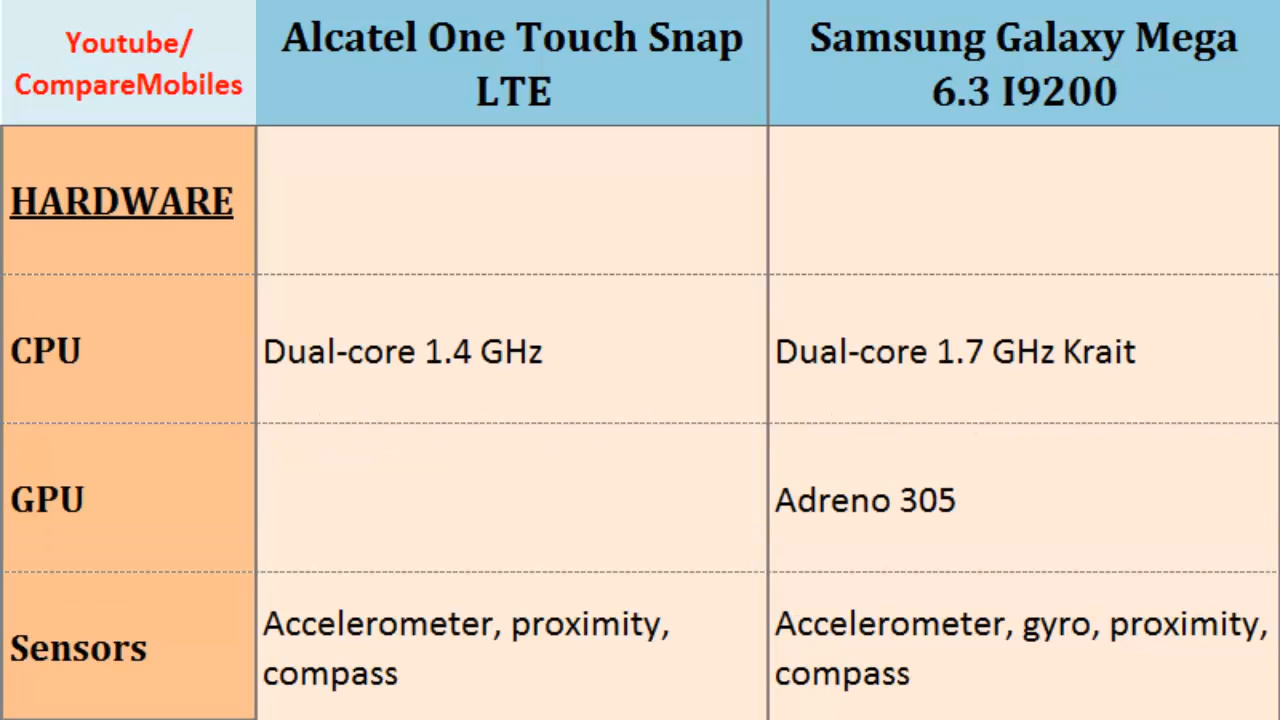 Youtube/
CompareMobiles
Alcatel One Touch Snap
LTE
Samsung Galaxy Mega
6.3 I9200
HARDWARE
CPU
Dual-core 1.4 GHz
Dual-core 1.7 GHz Krait
GPU
Adreno 305
Sensors
Accelerometer, proximity,
compass
Accelerometer, gyro, proximity,
compass